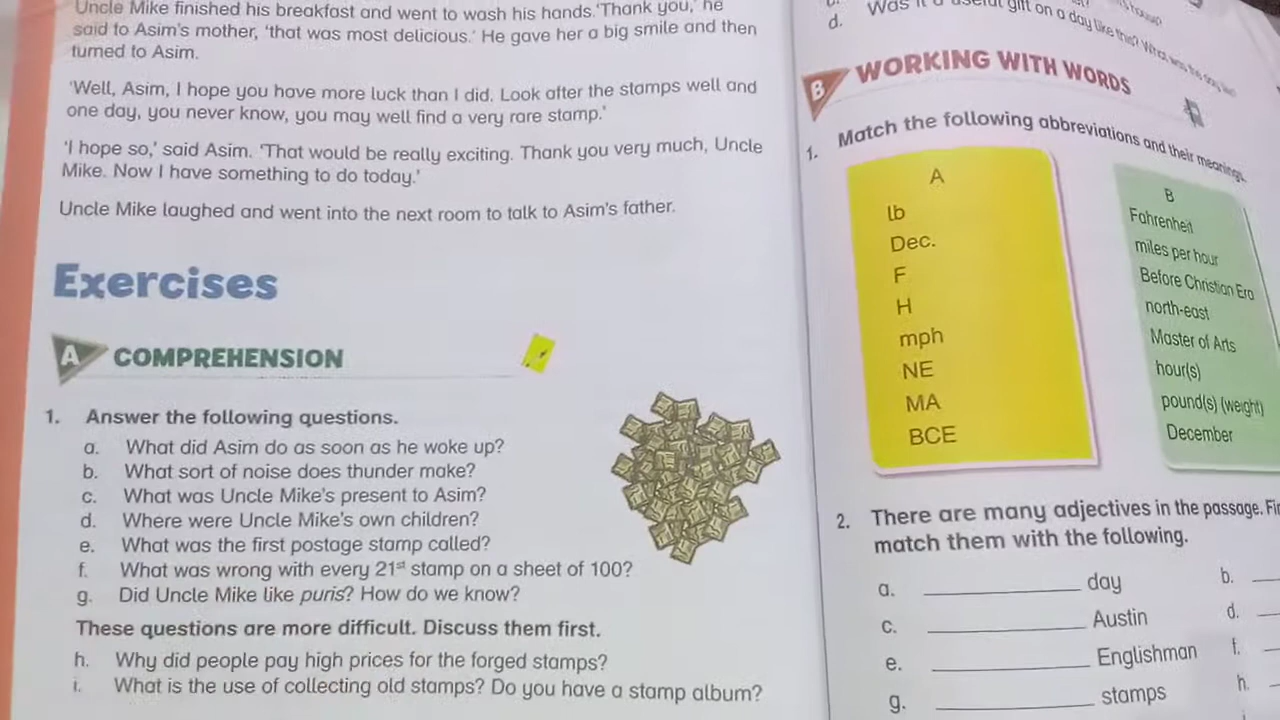 Uncle Mike finished his breakfast and went to wash his hands. 'Thank you,' he
said to Asim's mother, 'that was most delicious.' He gave her a big smile and then
turned to Asim.
'Well, Asim, I hope you have more luck than I did. Look after the stamps well and
one day, you never know, you may well find a very rare stamp.'
'I hope so,' said Asim. 'That would be really exciting. Thank you very much, Uncle
Mike. Now I have something to do today.'
Uncle Mike laughed and went into the next room to talk to Asim's father.
Exercises
A COMPREHENSION
1. Answer the following questions.
a. What did Asim do as soon as he woke up?
b. What sort of noise does thunder make?
c. What was Uncle Mike's present to Asim?
d. Where were Uncle Mike's own children?
e. What was the first postage stamp called?
f. What was wrong with every 21st stamp on a sheet of 100?
g. Did Uncle Mike like puris? How do we know?
These questions are more difficult. Discuss them first.
h. Why did people pay high prices for the forged stamps?
i. What is the use of collecting old stamps? Do you have a stamp album?
d. Was it a useful gift on a day like this? What was the day like?
B WORKING WITH WORDS
1. Match the following abbreviations and their meanings.
A
lb
Dec.
F
H
mph
NE
MA
BCE
B
Fahrenheit
miles per hour
Before Christian Era
north-east
Master of Arts
hour(s)
pound(s) (weight)
December
2. There are many adjectives in the passage.
match them with the following.
a. ____________ day b.
c. ____________ Austin d.
e. ____________ Englishman f.
g. ____________ stamps h.